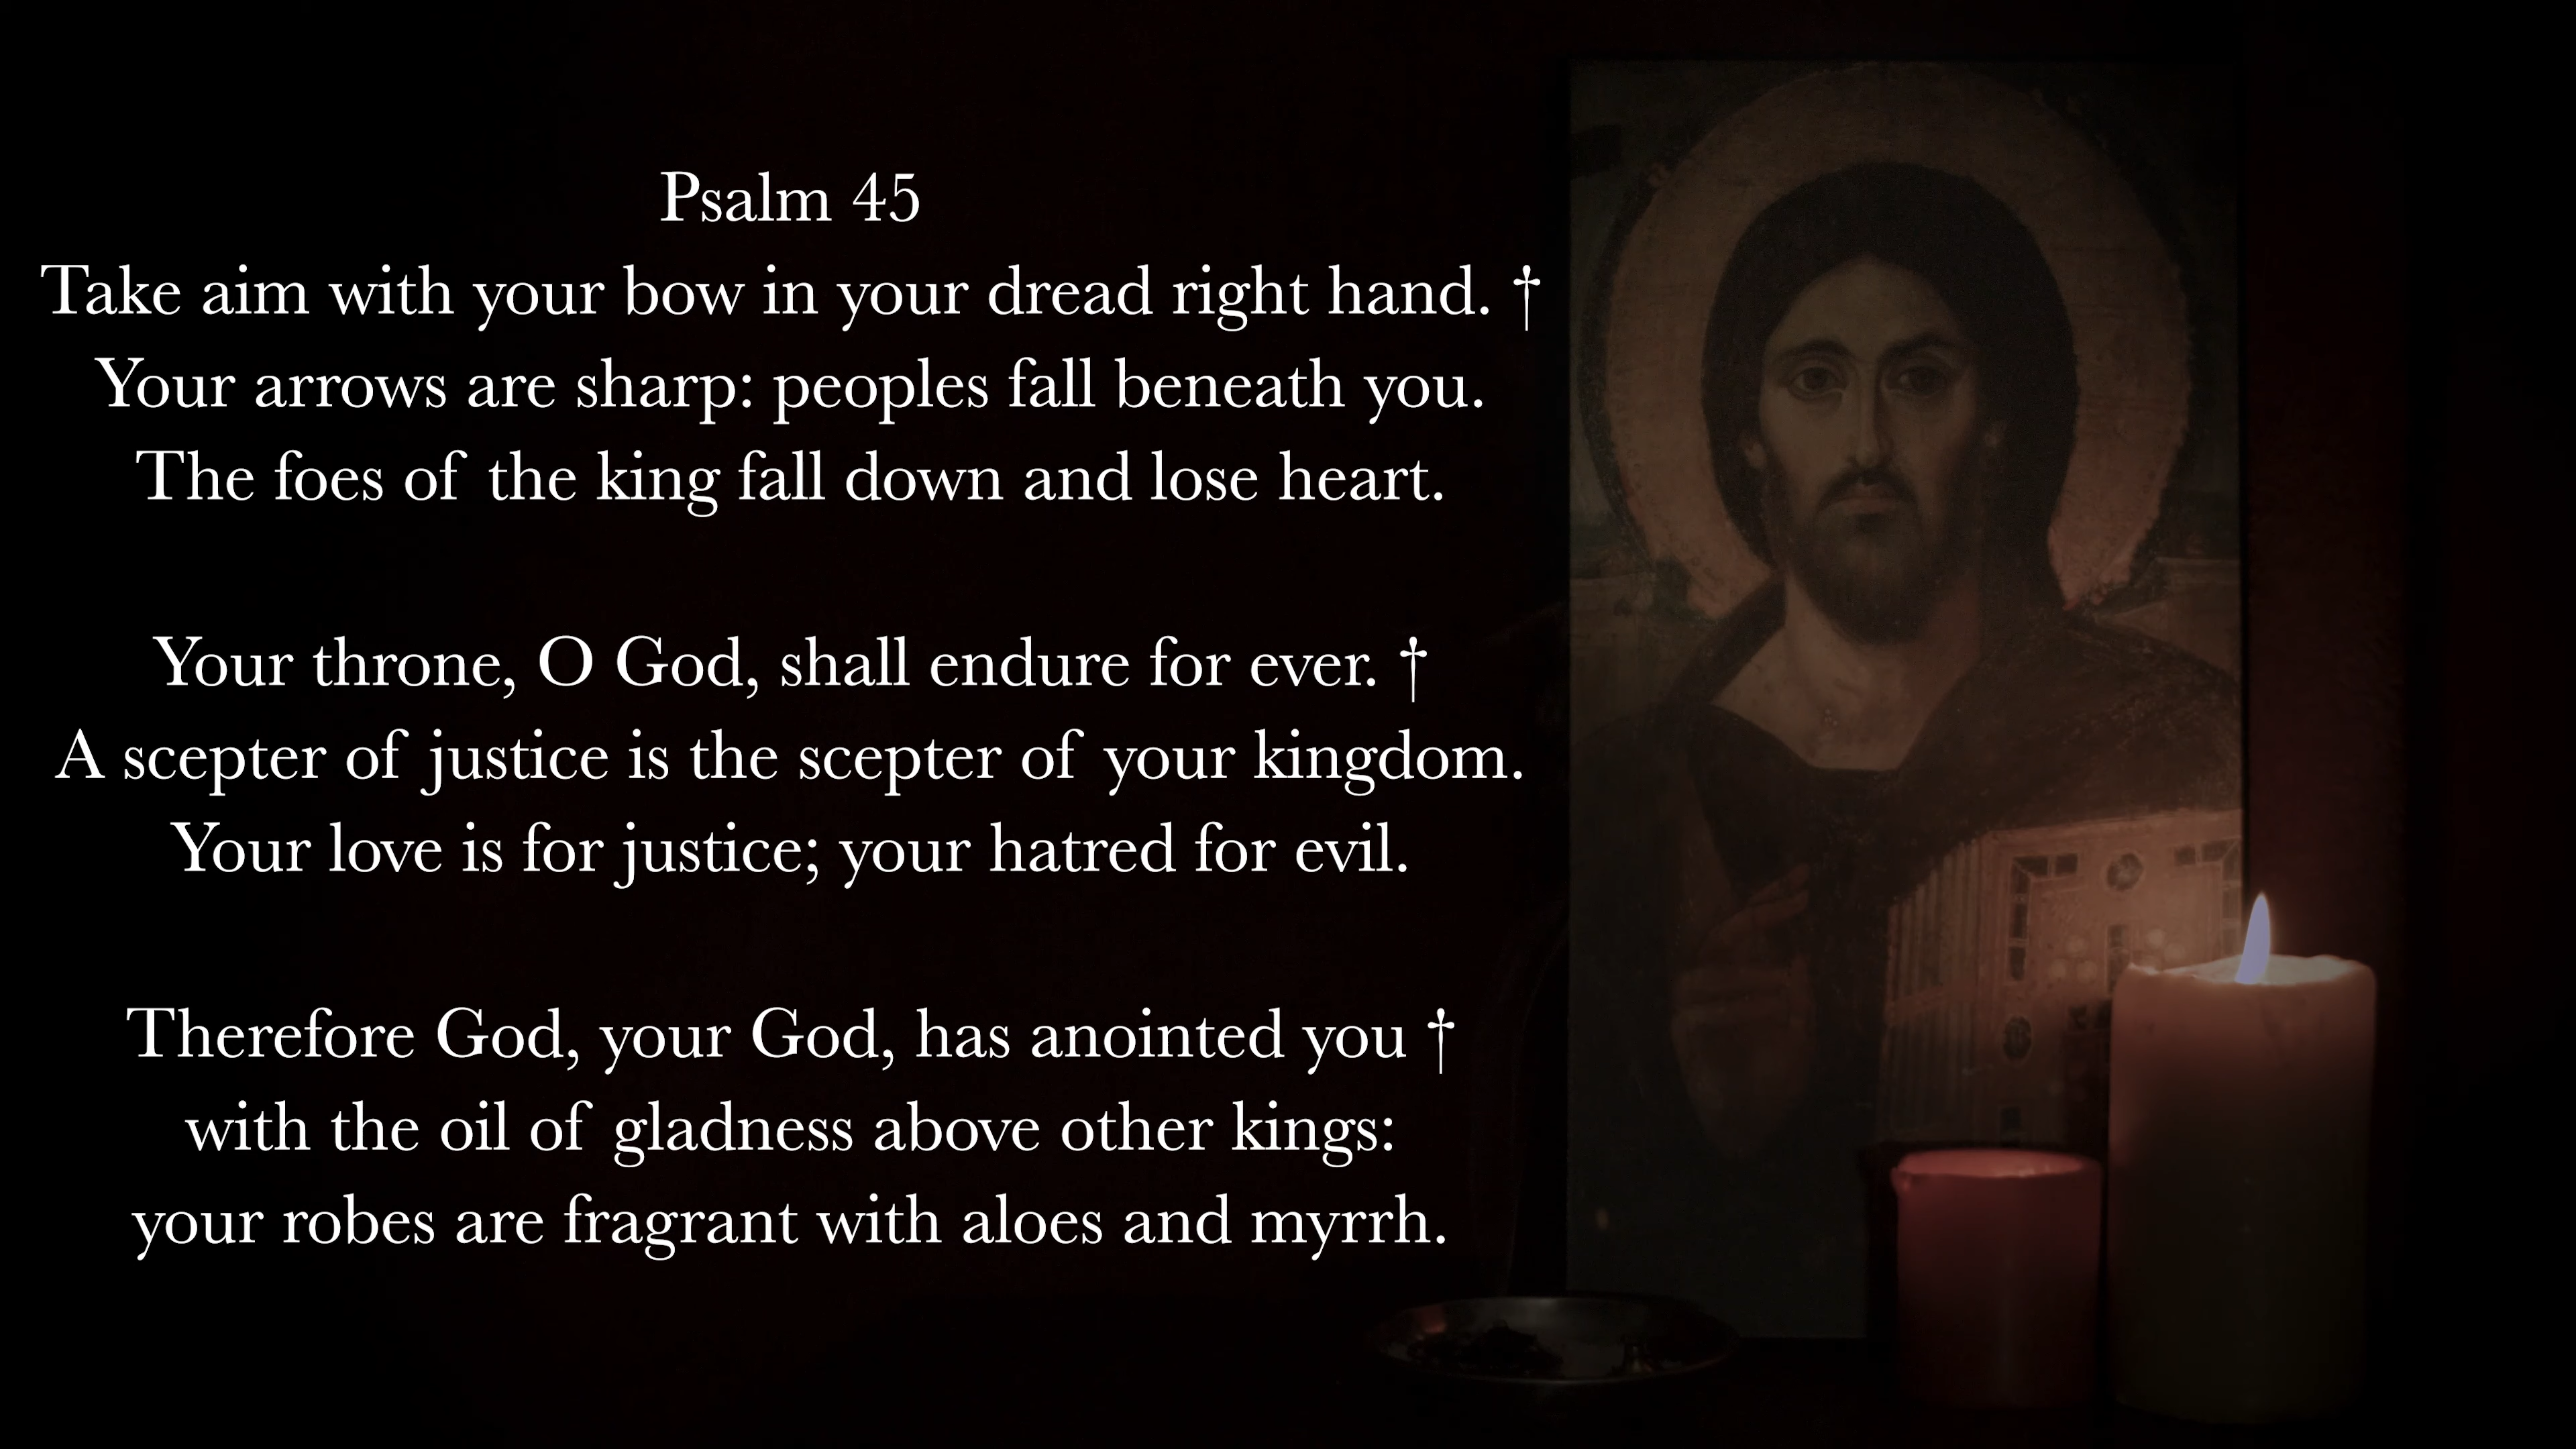 Psalm 45
Take aim with your bow in your dread right hand. †
Your arrows are sharp: peoples fall beneath you.
The foes of the king fall down and lose heart.
Your throne, O God, shall endure for ever. †
A scepter of justice is the scepter of your kingdom.
Your love is for justice; your hatred for evil.
Therefore God, your God, has anointed you †
with the oil of gladness above other kings:
your robes are fragrant with aloes and myrrh.